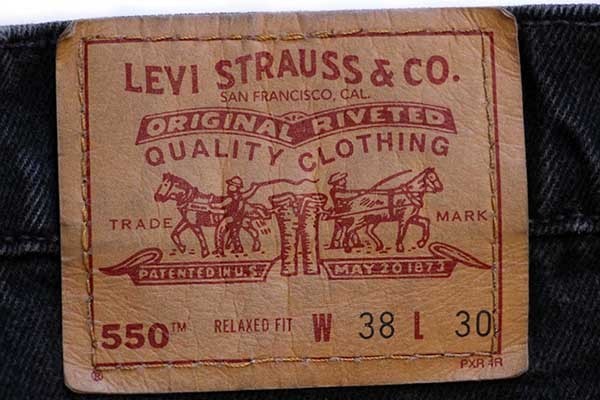 LEVI STRAUSS & CO.
SAN FRANCISCO, CAL.
ORIGINAL RIVETED
QUALITY CLOTHING
TRADE MARK
PATENTED IN U.S. MAY 20 1873
550™ RELAXED FIT W 38 L 30
® PXR